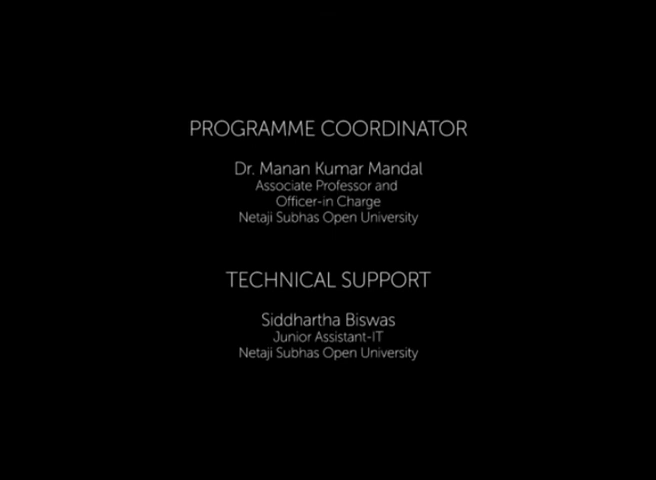 PROGRAMME COORDINATOR
Dr. Manan Kumar Mandal
Associate Professor and
Officer-in Charge
Netaji Subhas Open University
TECHNICAL SUPPORT
Siddhartha Biswas
Junior Assistant-IT
Netaji Subhas Open University